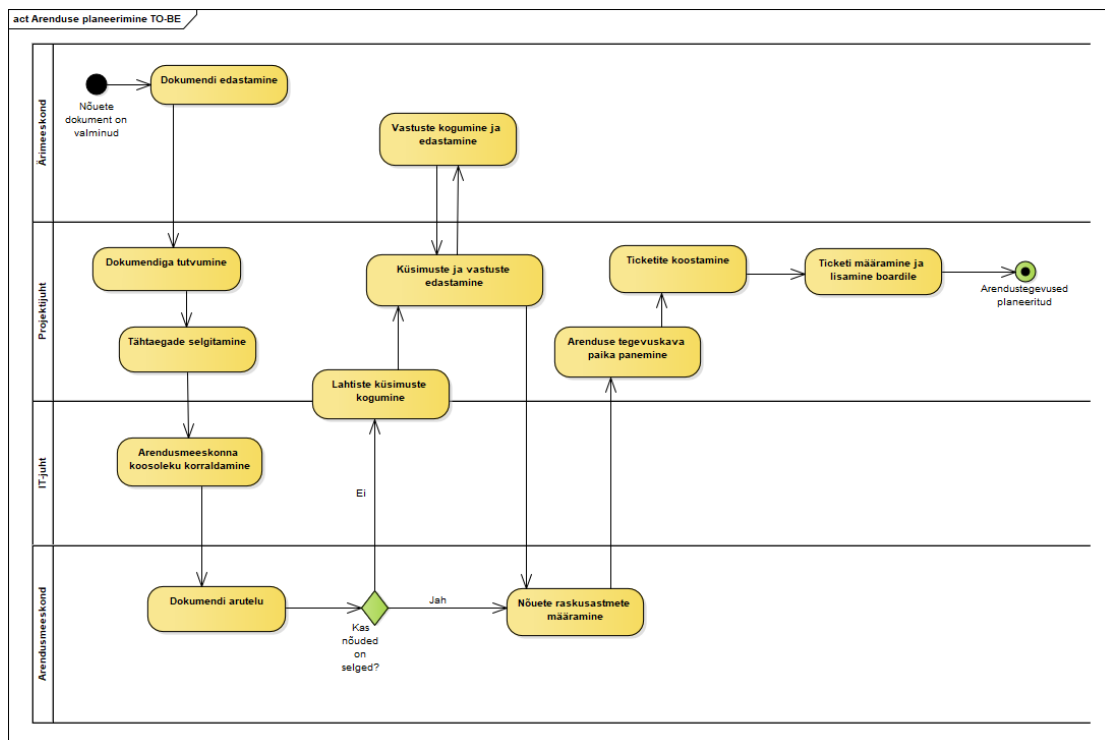 act Arenduse planeerimine TO-BE
Ärimeeskond
Nõuete
dokument on
valminud
Dokumendi edastamine
Vastuste kogumine ja
edastamine
Projektijuht
Dokumendiga tutvumine
Tähtaegade selgitamine
Küsimuste ja vastuste
edastamine
Lahtiste küsimuste
kogumine
Ticketite koostamine
Arenduse tegevuskava
paika panemine
Ticketi määramine ja
lisamine boardile
Arendustegevused
planeeritud
IT-juht
Arendusmeeskonna
koosoleku korraldamine
Ei
Arendusmeeskond
Dokumendi arutelu
Kas
nõuded
on
selged?
Jah
Nõuete raskusastmete
määramine